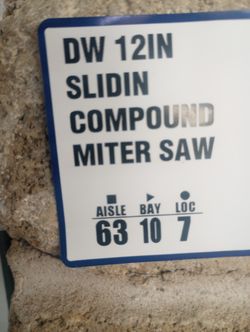 DW 12IN
SLIDIN
COMPOUND
MITER SAW
AISLE BAY LOC
63 10 7